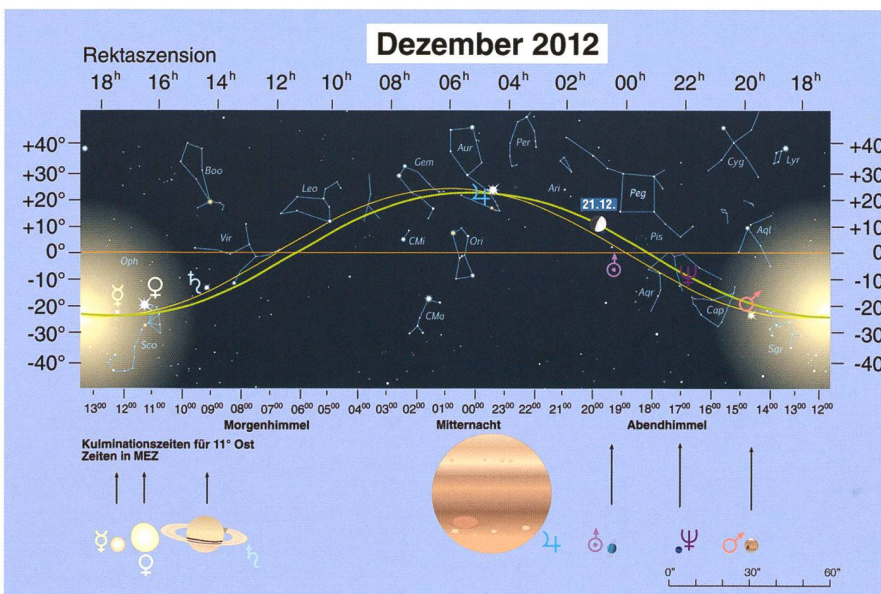 Dezember 2012
Rektaszension
18h 16h 14h 12h 10h 08h 06h 04h 02h 00h 22h 20h 18h
+40° +40
+30° +30
+20° +20
+10° +10
0° 0°
-10° -10
-20° -20
-30° -30
-40° -40
Boo Leo Gem Aur Per Ari Peg Cyg Lyr
21.12.
Oph Vir CMi Ori Pis Aql
Sco CMa Aqr Cap Sgr
13⁰⁰ 12⁰⁰ 11⁰⁰ 10⁰⁰ 09⁰⁰ 08⁰⁰ 07⁰⁰ 06⁰⁰ 05⁰⁰ 04⁰⁰ 03⁰⁰ 02⁰⁰ 01⁰⁰ 00⁰⁰ 23⁰⁰ 22⁰⁰ 21⁰⁰ 20⁰⁰ 19⁰⁰ 18⁰⁰ 17⁰⁰ 16⁰⁰ 15⁰⁰ 14⁰⁰ 13⁰⁰ 12⁰⁰
Morgenhimmel Mitternacht Abendhimmel
Kulminationszeiten für 11° Ost
Zeiten in MEZ
0" 30" 60"